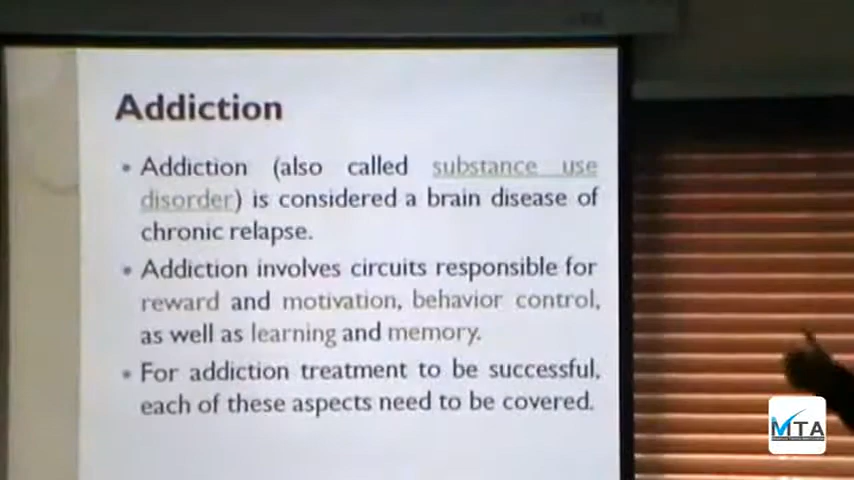 Addiction
• Addiction (also called substance use
disorder) is considered a brain disease of
chronic relapse.
• Addiction involves circuits responsible for
reward and motivation, behavior control,
as well as learning and memory.
• For addiction treatment to be successful,
each of these aspects need to be covered.
MTA